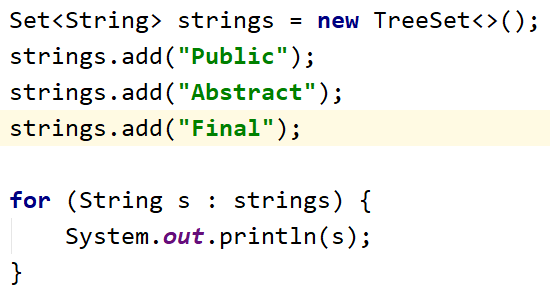 Set<String> strings = new TreeSet<>();
strings.add("Public");
strings.add("Abstract");
strings.add("Final");
for (String s : strings) {
System.out.println(s);
}